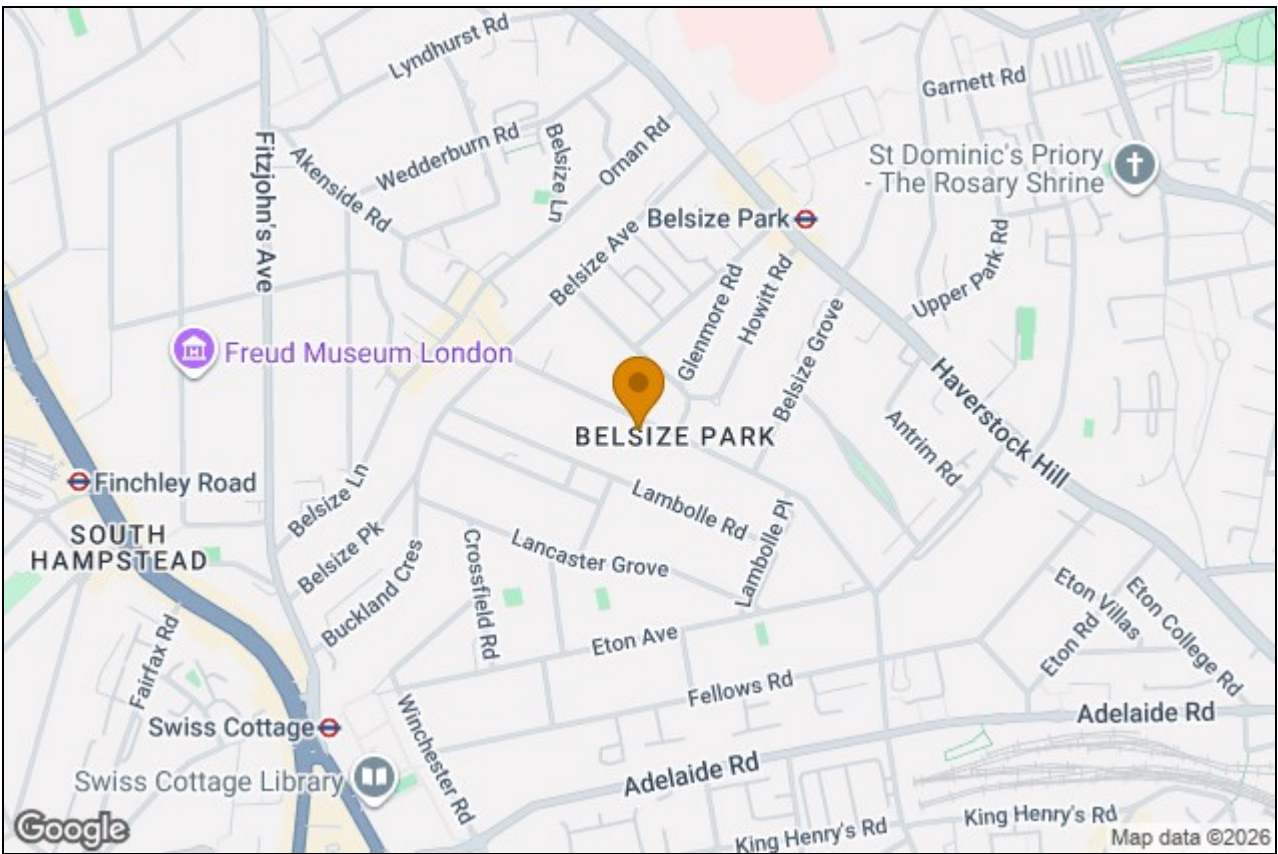 Lyndhurst Rd
Garnett Rd
Wedderburn Rd
Belsize Ln
Ornan Rd
Fitzjohn's Ave
Akenside Rd
St Dominic's Priory
- The Rosary Shrine
Belsize Park
Belsize Ave
Upper Park Rd
Glenmore Rd
Howitt Rd
Belsize Grove
Freud Museum London
Haverstock Hill
BELSIZE PARK
Antrim Rd
Finchley Road
Belsize Ln
Lambolle Rd
SOUTH
HAMPSTEAD
Belsize Pk
Lancaster Grove
Lambolle Pl
Buckland Cres
Crossfield Rd
Eton Villas
Eton College Rd
Eton Rd
Eton Ave
Fairfax Rd
Fellows Rd
Swiss Cottage
Winchester Rd
Adelaide Rd
Adelaide Rd
Swiss Cottage Library
King Henry's Rd
King Henry's Rd
Google
Map data ©2026